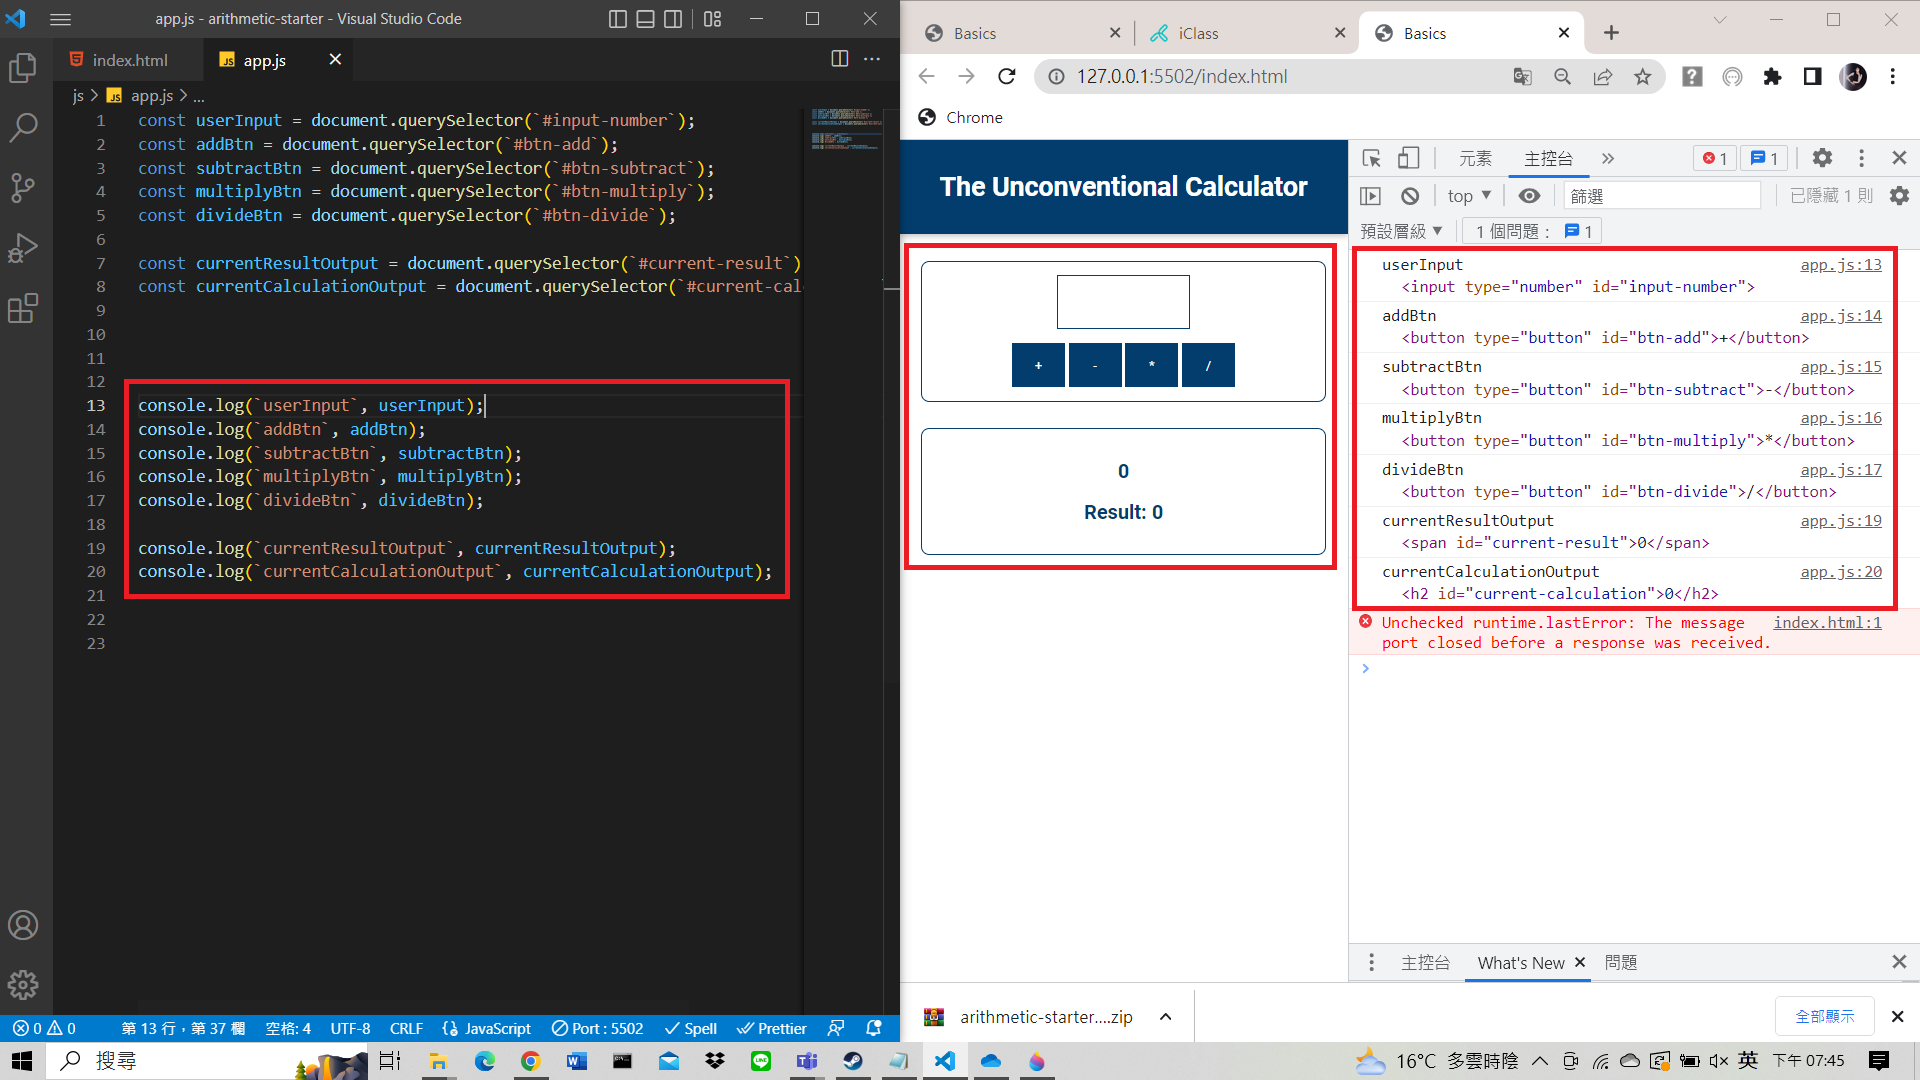 app.js - arithmetic-starter - Visual Studio Code
index.html
JS app.js
js > JS app.js > ...
1 const userInput = document.querySelector(`#input-number`);
2 const addBtn = document.querySelector(`#btn-add`);
3 const subtractBtn = document.querySelector(`#btn-subtract`);
4 const multiplyBtn = document.querySelector(`#btn-multiply`);
5 const divideBtn = document.querySelector(`#btn-divide`);
6
7 const currentResultOutput = document.querySelector(`#current-result`)
8 const currentCalculationOutput = document.querySelector(`#current-cal
9
10
11
12
13 console.log(`userInput`, userInput);
14 console.log(`addBtn`, addBtn);
15 console.log(`subtractBtn`, subtractBtn);
16 console.log(`multiplyBtn`, multiplyBtn);
17 console.log(`divideBtn`, divideBtn);
18
19 console.log(`currentResultOutput`, currentResultOutput);
20 console.log(`currentCalculationOutput`, currentCalculationOutput);
21
22
23
0 0 第 13 行，第 37 欄 空格: 4 UTF-8 CRLF {} JavaScript Port : 5502 Spell Prettier
Basics
iClass
Basics
127.0.0.1:5502/index.html
Chrome
The Unconventional Calculator
+ - * /
0
Result: 0
元素 主控台 » 1 1
top ▼ 篩選 已隱藏 1 則
預設層級 ▼ 1 個問題： 1
userInput app.js:13
<input type="number" id="input-number">
addBtn app.js:14
<button type="button" id="btn-add">+</button>
subtractBtn app.js:15
<button type="button" id="btn-subtract">-</button>
multiplyBtn app.js:16
<button type="button" id="btn-multiply">*</button>
divideBtn app.js:17
<button type="button" id="btn-divide">/</button>
currentResultOutput app.js:19
<span id="current-result">0</span>
currentCalculationOutput app.js:20
<h2 id="current-calculation">0</h2>
Unchecked runtime.lastError: The message index.html:1
port closed before a response was received.
主控台 What's New 問題
arithmetic-starter....zip
全部顯示
搜尋
16°C 多雲時陰 英 下午 07:45